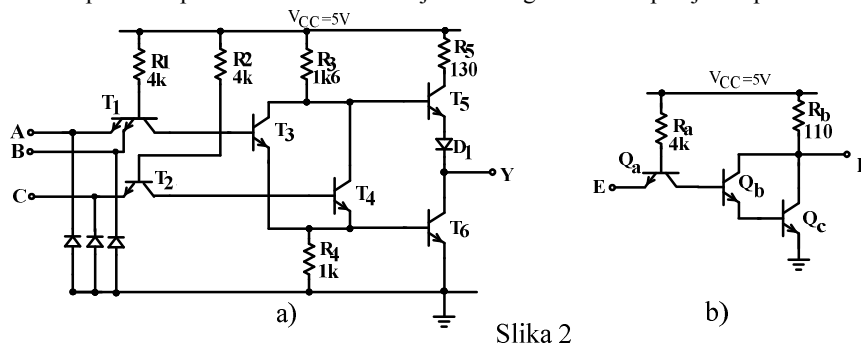 V_CC=5V
R1
4k
R2
4k
R3
1k6
R5
130
T1
A
B
C
T2
T3
T4
T5
D1
Y
T6
R4
1k
a)
V_CC=5V
Ra
4k
Rb
110
Qa
E
Qb
Qc
b)
Slika 2